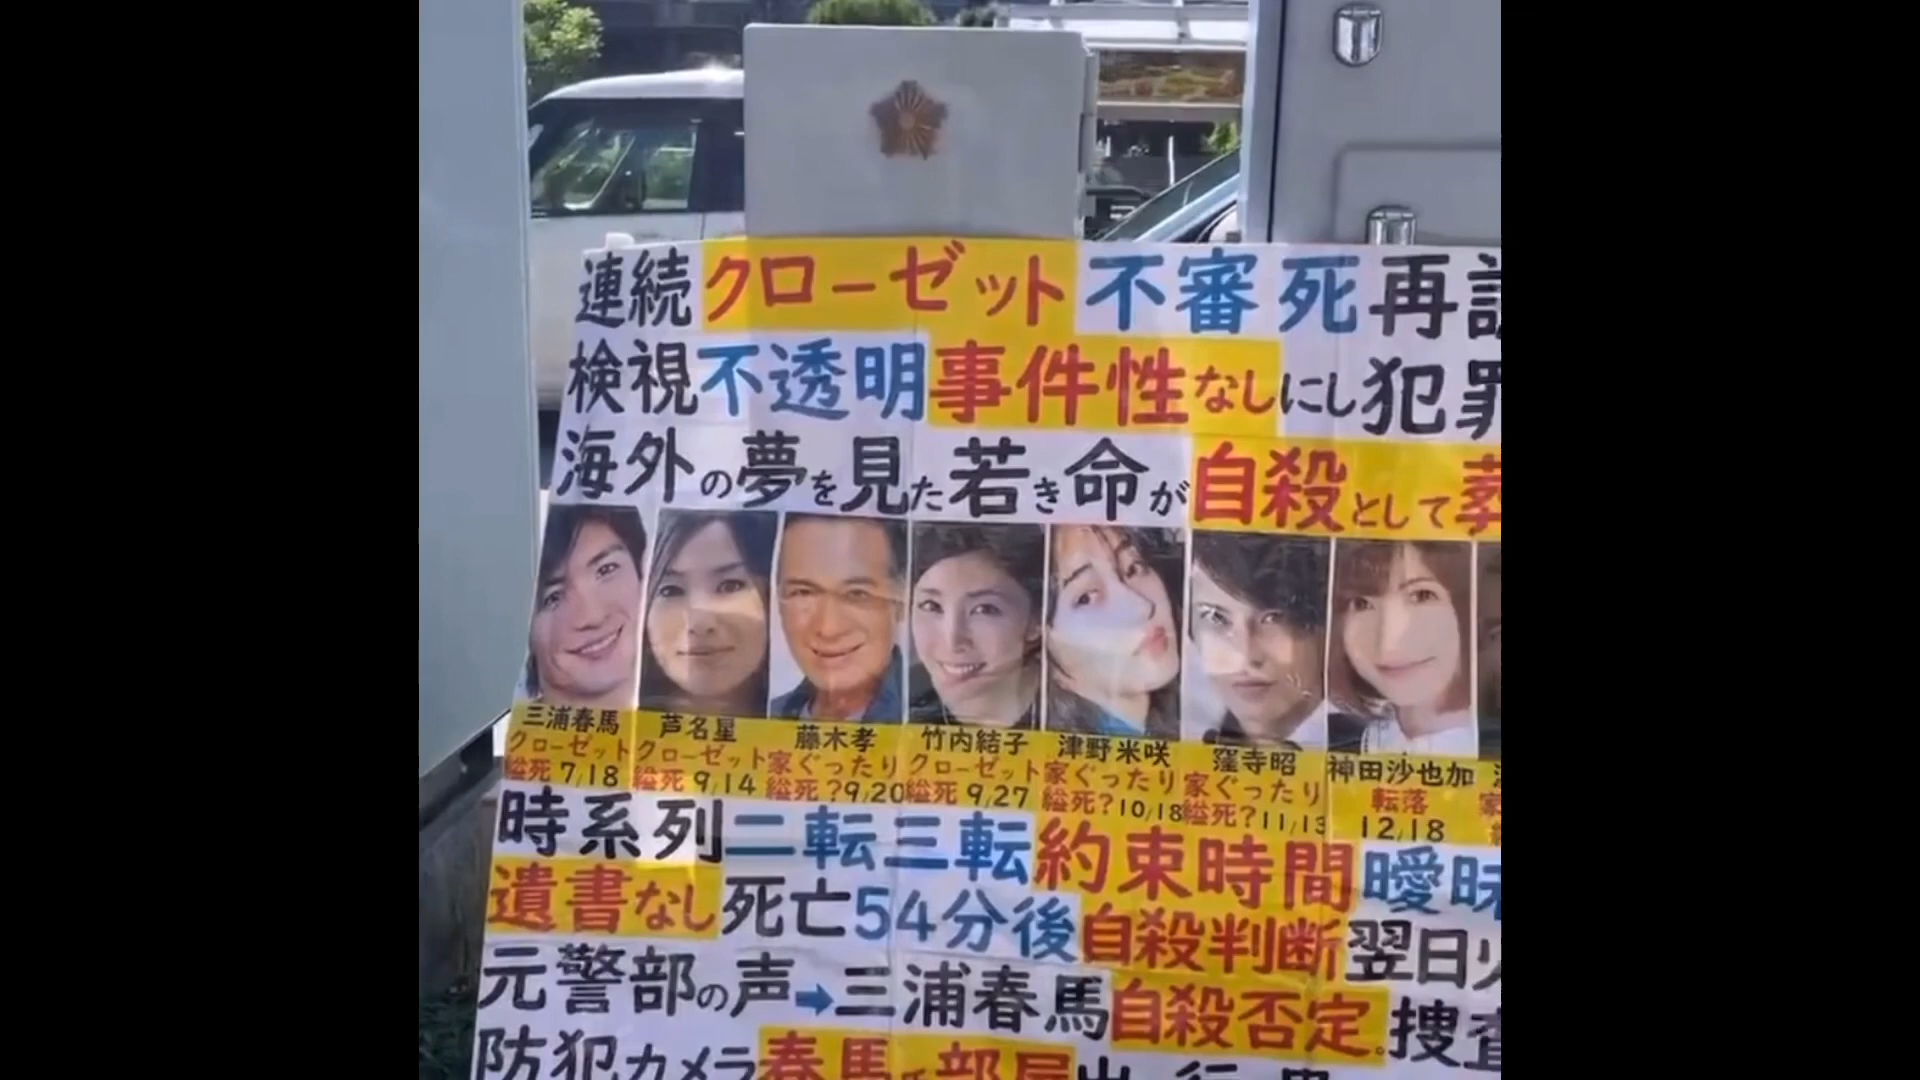 連続クローゼット不審死再
検視不透明事件性なしにし犯罪
海外の夢を見た若き命が自殺として葬
三浦春馬 芦名星 藤木孝 竹内結子 津野米咲 窪寺昭 神田沙也加
クローゼット クローゼット 家ぐったり クローゼット 家ぐったり 家ぐったり 転落
縊死 7/18 縊死 9/14 縊死?9/20 縊死 9/27 縊死?10/18 縊死?11/13 12/18
時系列二転三転約束時間曖昧
遺書なし死亡54分後自殺判断翌日
元警部の声➡三浦春馬自殺否定。捜査
防犯カメラ春馬氏部屋出